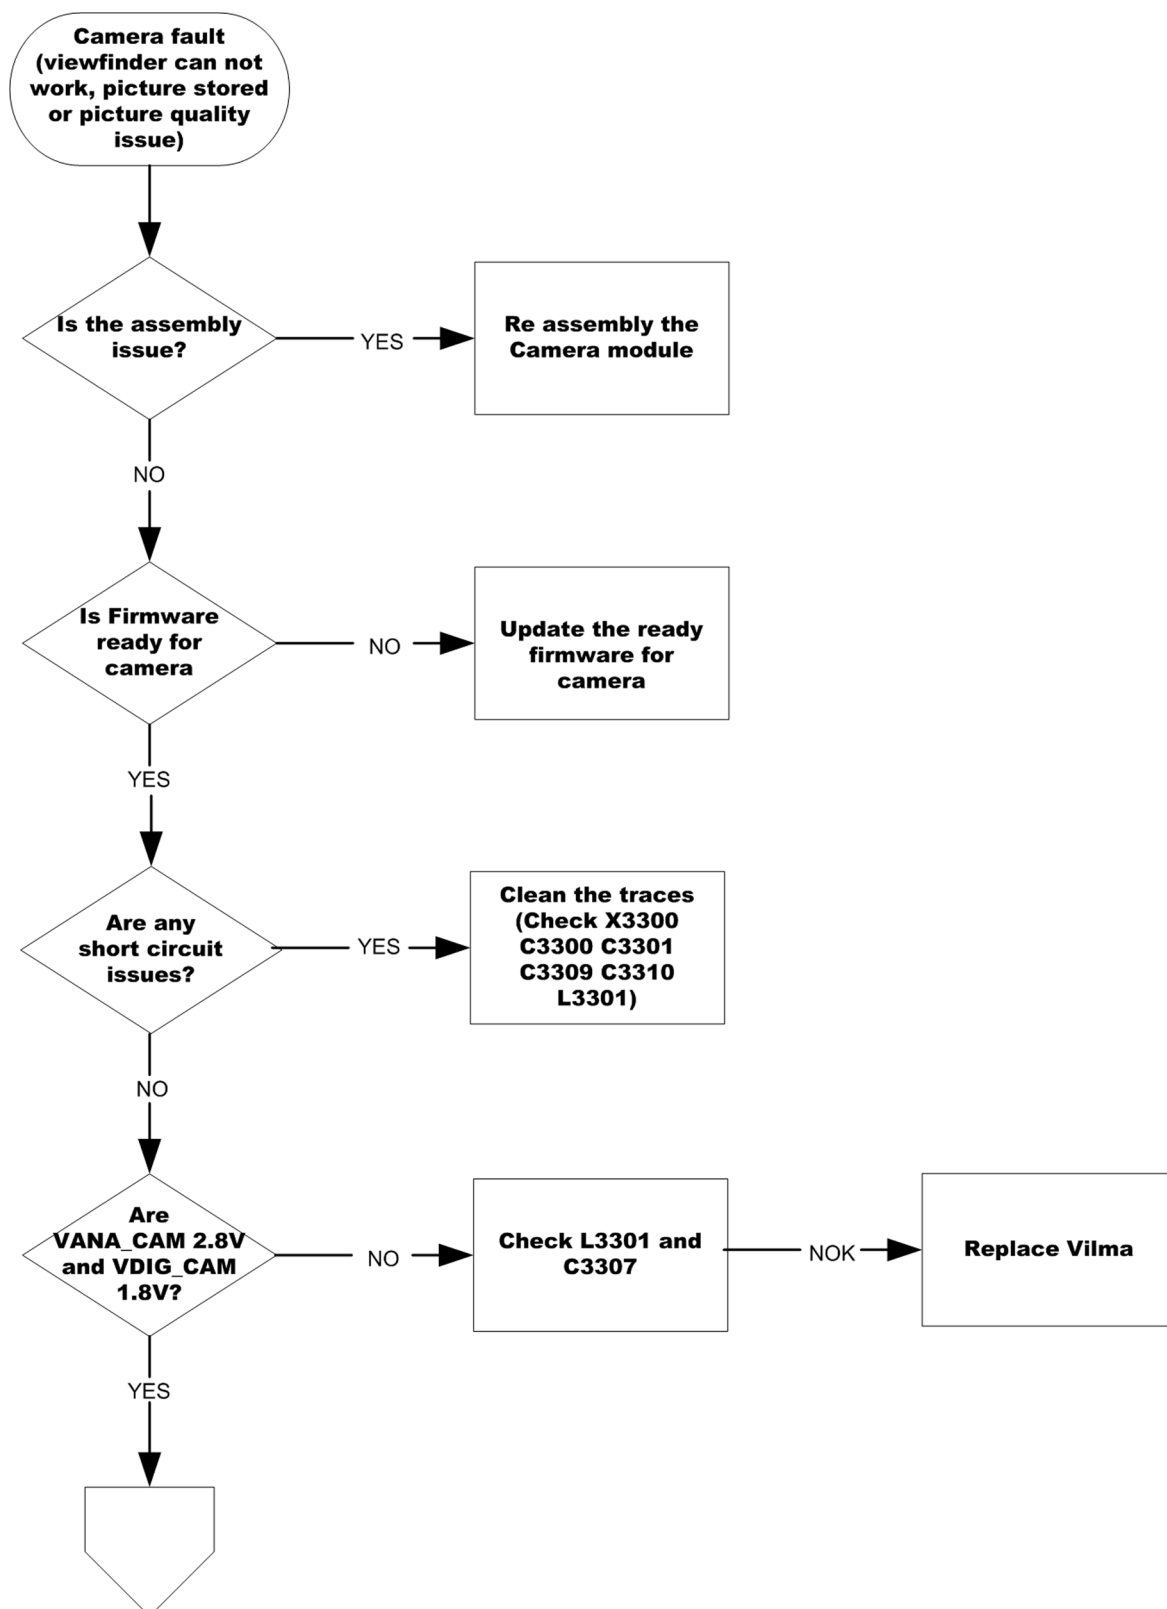 Camera fault
(viewfinder can not
work, picture stored
or picture quality
issue)
Is the assembly
issue?
YES
Re assembly the
Camera module
NO
Is Firmware
ready for
camera
NO
Update the ready
firmware for
camera
YES
Are any
short circuit
issues?
YES
Clean the traces
(Check X3300
C3300 C3301
C3309 C3310
L3301)
NO
Are
VANA_CAM 2.8V
and VDIG_CAM
1.8V?
NO
Check L3301 and
C3307
NOK
Replace Vilma
YES